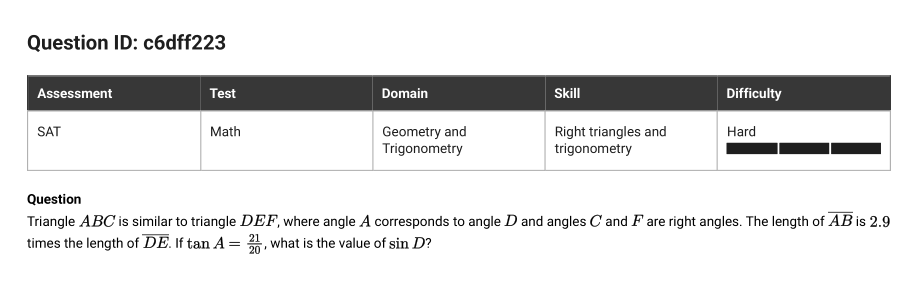 Question ID: c6dff223
Assessment Test Domain Skill Difficulty
SAT Math Geometry and Right triangles and Hard
Trigonometry trigonometry
Question
Triangle $ABC$ is similar to triangle $DEF$, where angle $A$ corresponds to angle $D$ and angles $C$ and $F$ are right angles. The length of $\overline{AB}$ is $2.9$
times the length of $\overline{DE}$. If $\tan A = \frac{21}{20}$, what is the value of $\sin D$?